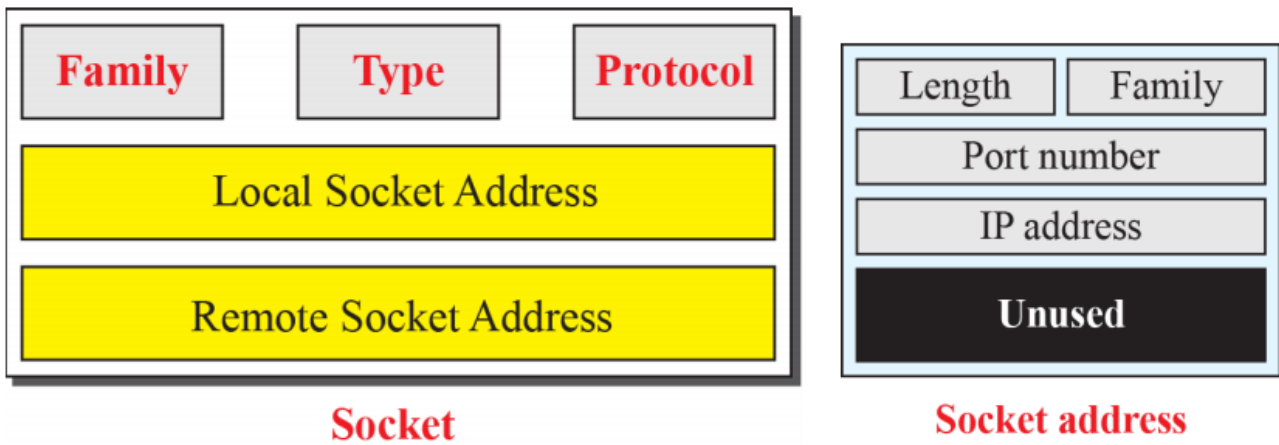 Family Type Protocol
Local Socket Address
Remote Socket Address
Socket
Length Family
Port number
IP address
Unused
Socket address